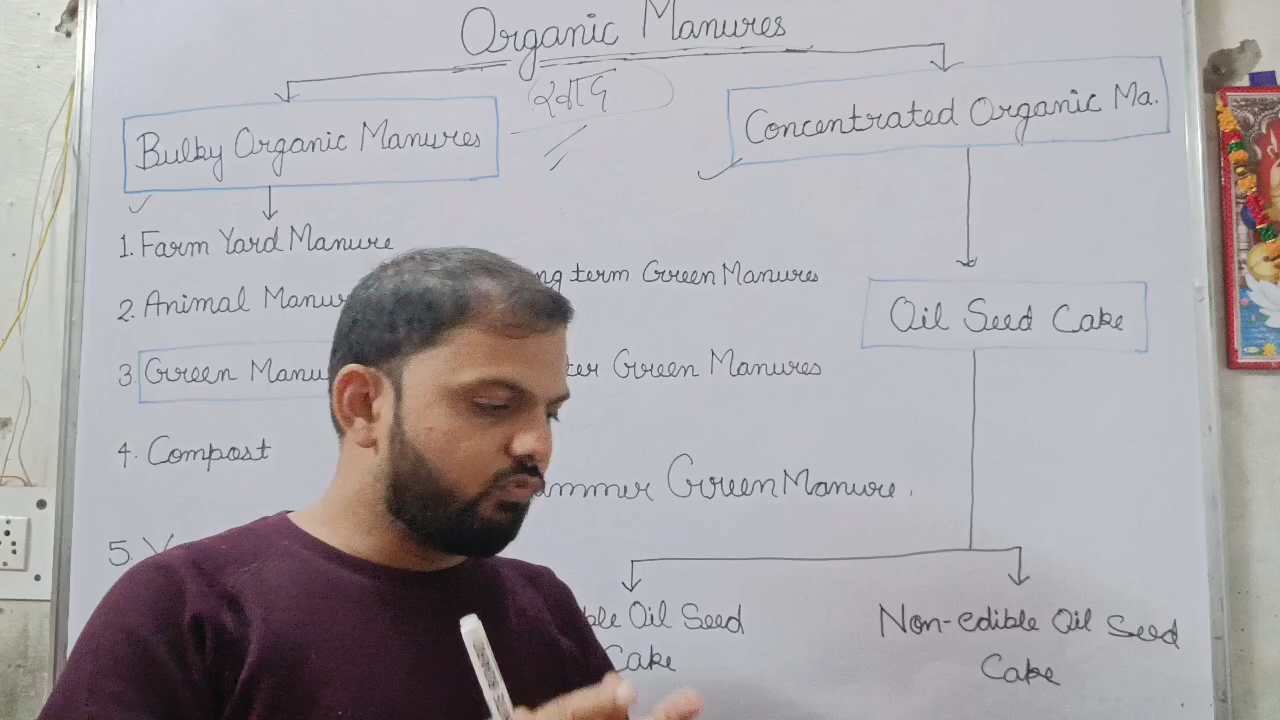 Organic Manures
खाद
Bulky Organic Manures
Concentrated Organic Ma.
1. Farm Yard Manure
2. Animal
term Green Manures
Oil Seed Cake
3. Green
Green Manures
4. Compost
Green Manure.
5.
Oil Seed
Cake
Non-edible Oil Seed
Cake